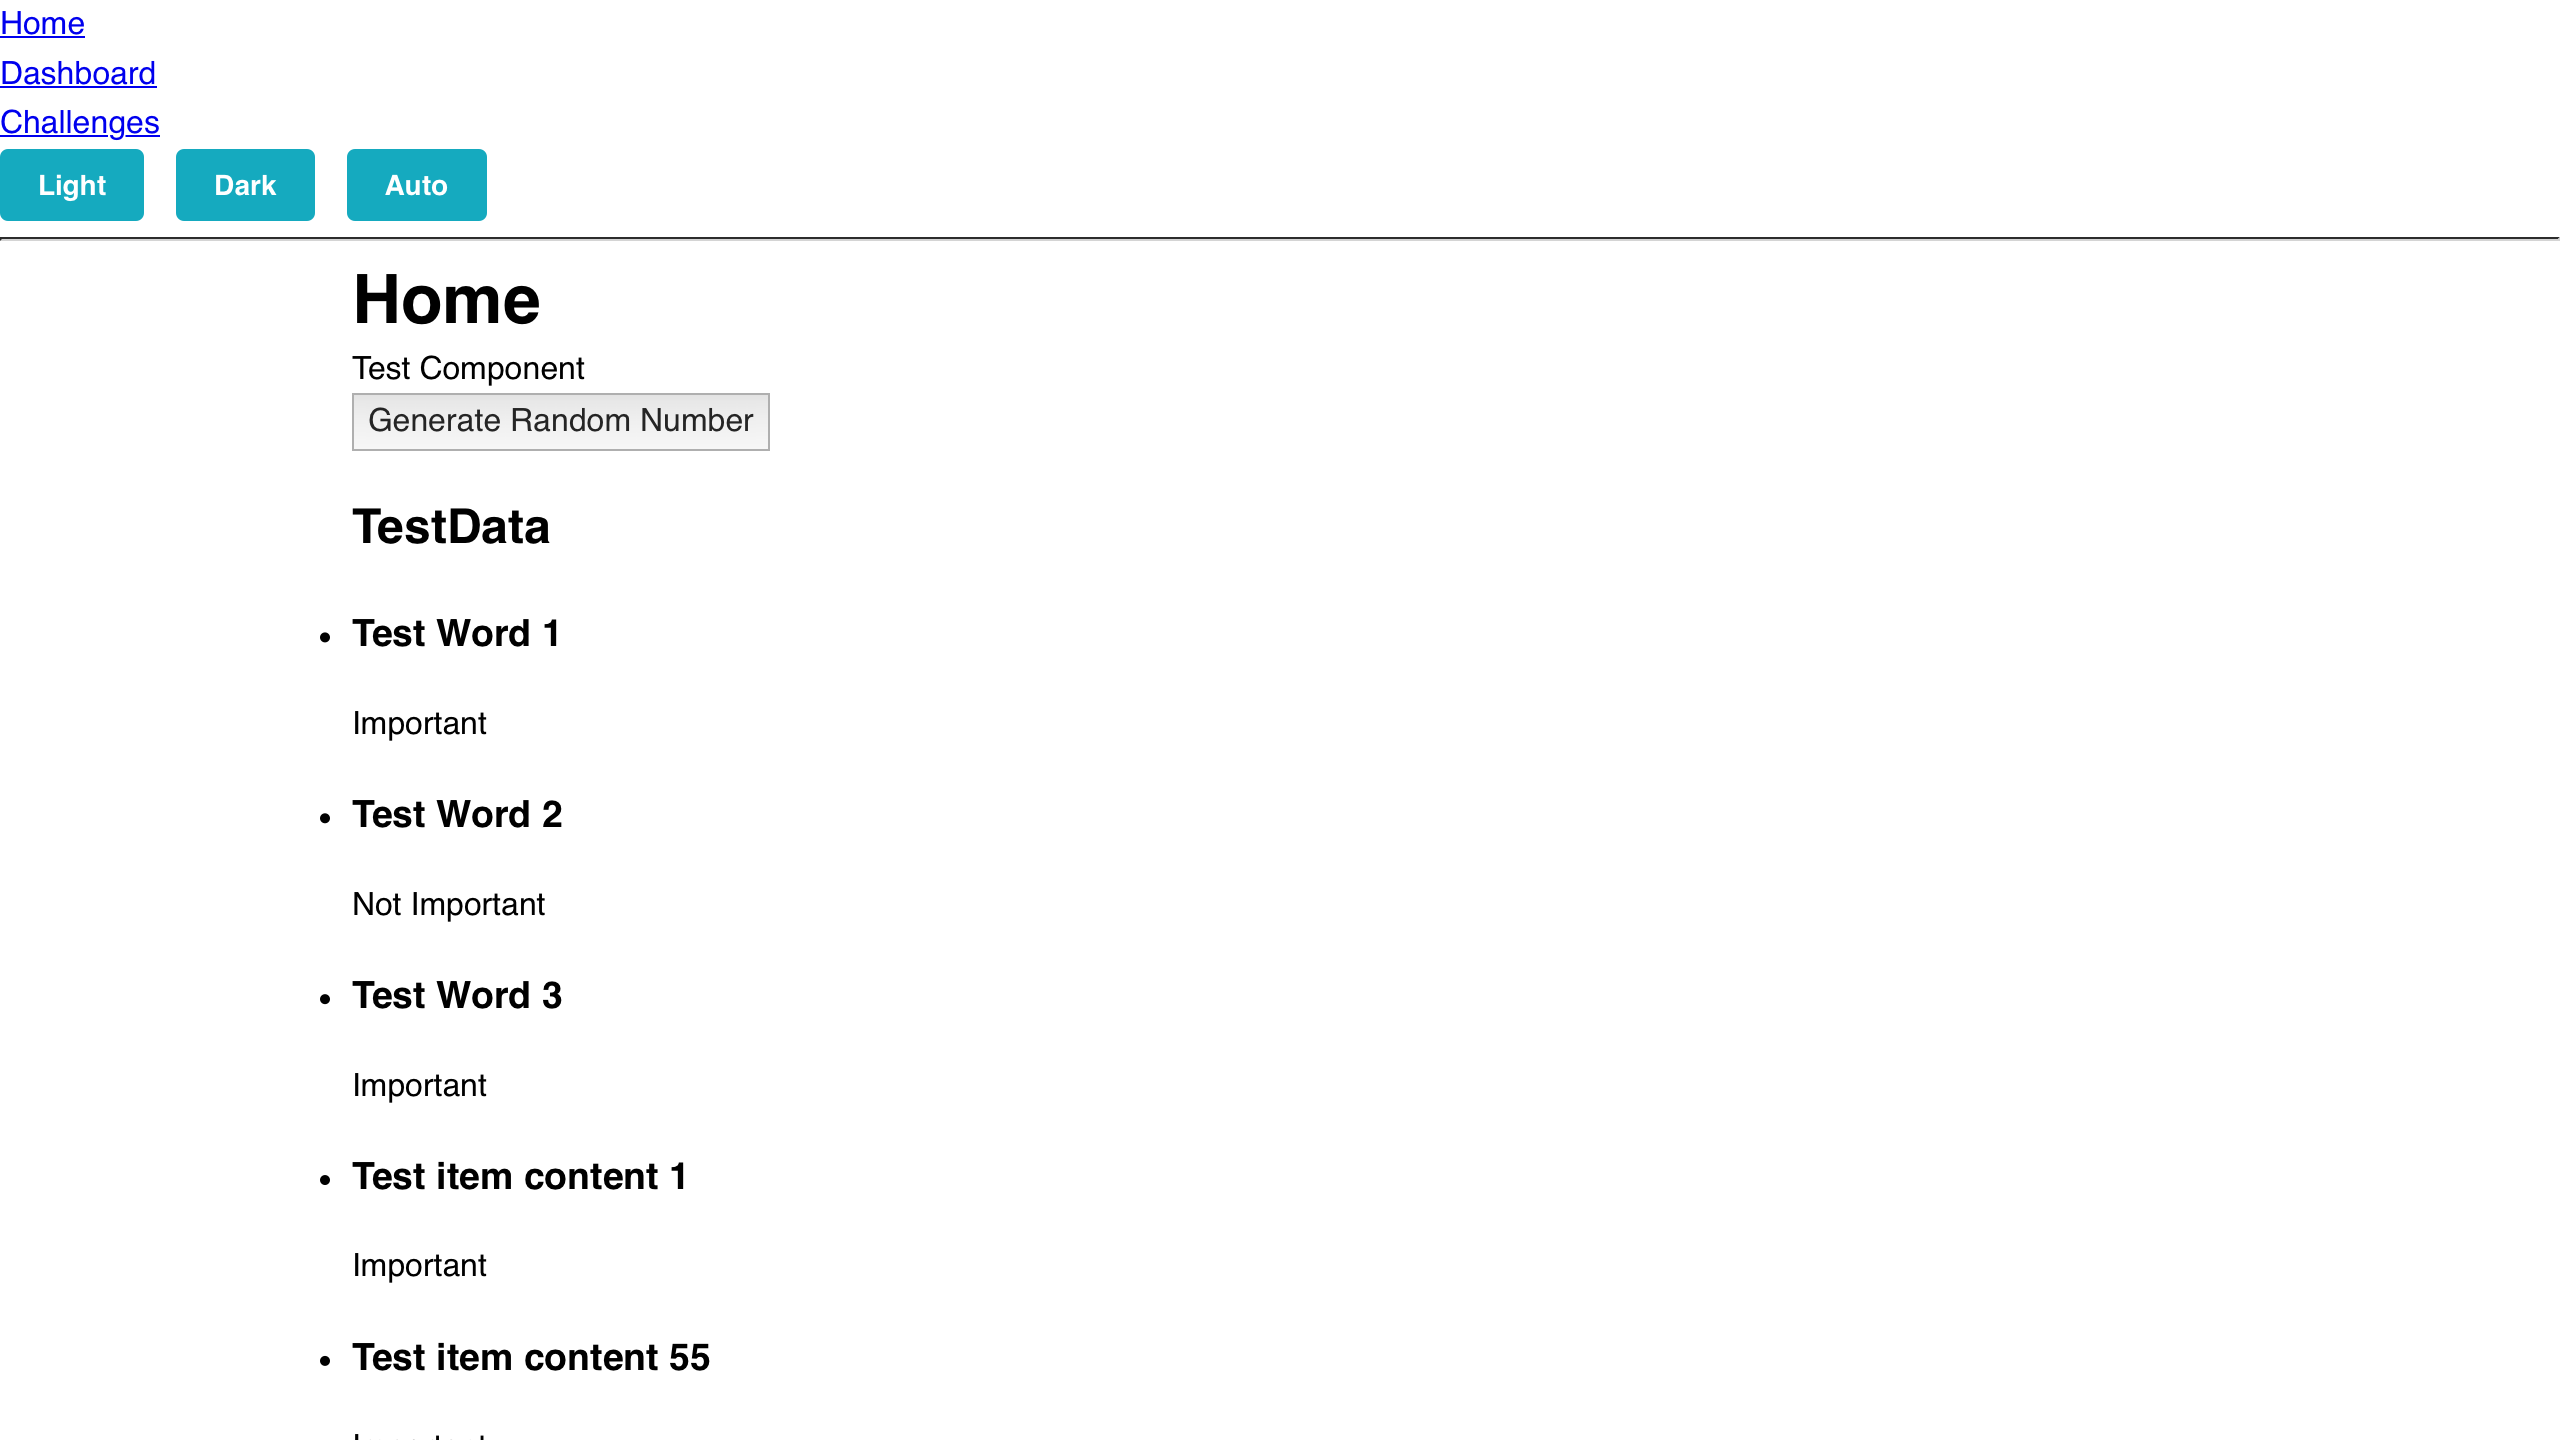 Home
Dashboard
Challenges
Light Dark Auto
Home
Test Component
Generate Random Number
TestData
Test Word 1
Important
Test Word 2
Not Important
Test Word 3
Important
Test item content 1
Important
Test item content 55